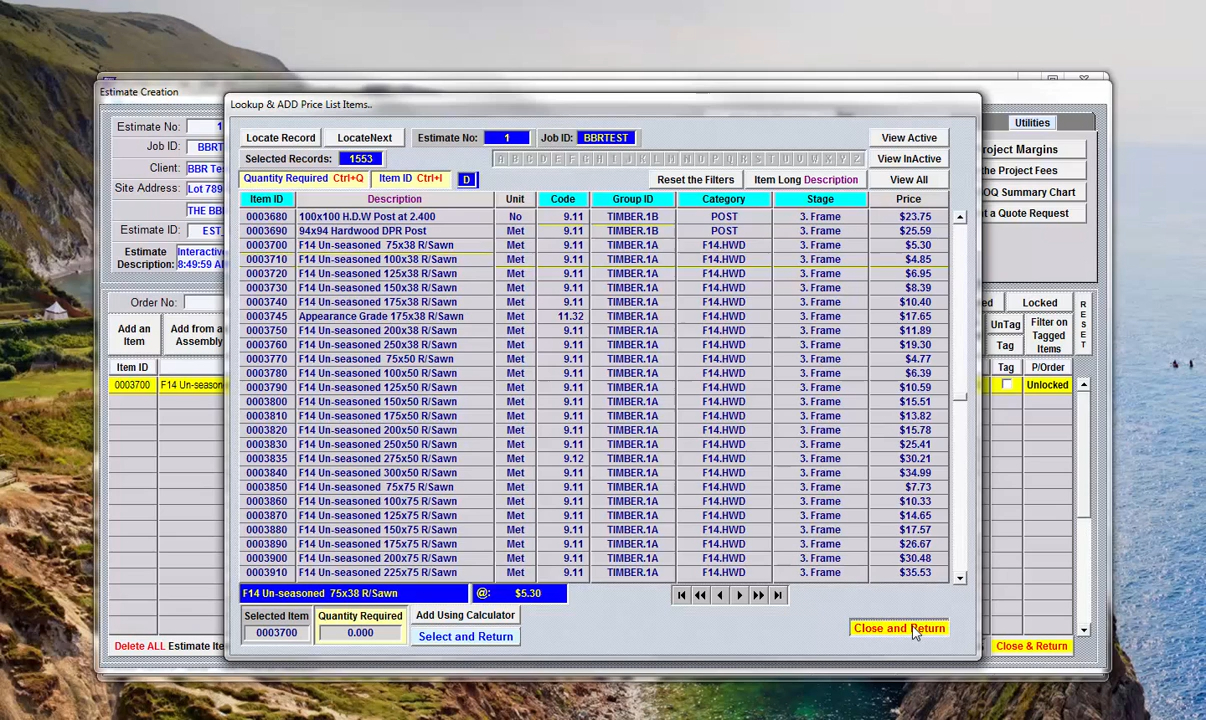 Estimate Creation
Lookup & ADD Price List Items..
Estimate No: 1
Job ID: BBRT
Client: BBR Te
Site Address: Lot 789
THE BB
Estimate ID: EST_
Estimate Description: Interactiv 8:49:59 A
Order No:
Add an Item
Add from a Assembly
Item ID
0003700 F14 Un-season
Delete ALL Estimate Ite
Locate Record LocateNext Estimate No: 1 Job ID: BBRTEST View Active
Selected Records: 1553 A B C D E F G H I J K L M N O P Q R S T U V W X Y Z View InActive
Quantity Required Ctrl+Q Item ID Ctrl+I D Reset the Filters Item Long Description View All
Item ID Description Unit Code Group ID Category Stage Price
0003680 100x100 H.D.W Post at 2.400 No 9.11 TIMBER.1B POST 3. Frame $23.75
0003690 94x94 Hardwood DPR Post Met 9.11 TIMBER.1B POST 3. Frame $25.59
0003700 F14 Un-seasoned 75x38 R/Sawn Met 9.11 TIMBER.1A F14.HWD 3. Frame $5.30
0003710 F14 Un-seasoned 100x38 R/Sawn Met 9.11 TIMBER.1A F14.HWD 3. Frame $4.85
0003720 F14 Un-seasoned 125x38 R/Sawn Met 9.11 TIMBER.1A F14.HWD 3. Frame $6.95
0003730 F14 Un-seasoned 150x38 R/Sawn Met 9.11 TIMBER.1A F14.HWD 3. Frame $8.39
0003740 F14 Un-seasoned 175x38 R/Sawn Met 9.11 TIMBER.1A F14.HWD 3. Frame $10.40
0003745 Appearance Grade 175x38 R/Sawn Met 11.32 TIMBER.1A F14.HWD 3. Frame $17.65
0003750 F14 Un-seasoned 200x38 R/Sawn Met 9.11 TIMBER.1A F14.HWD 3. Frame $11.89
0003760 F14 Un-seasoned 250x38 R/Sawn Met 9.11 TIMBER.1A F14.HWD 3. Frame $19.30
0003770 F14 Un-seasoned 75x50 R/Sawn Met 9.11 TIMBER.1A F14.HWD 3. Frame $4.77
0003780 F14 Un-seasoned 100x50 R/Sawn Met 9.11 TIMBER.1A F14.HWD 3. Frame $6.39
0003790 F14 Un-seasoned 125x50 R/Sawn Met 9.11 TIMBER.1A F14.HWD 3. Frame $10.59
0003800 F14 Un-seasoned 150x50 R/Sawn Met 9.11 TIMBER.1A F14.HWD 3. Frame $15.51
0003810 F14 Un-seasoned 175x50 R/Sawn Met 9.11 TIMBER.1A F14.HWD 3. Frame $13.82
0003820 F14 Un-seasoned 200x50 R/Sawn Met 9.11 TIMBER.1A F14.HWD 3. Frame $15.78
0003830 F14 Un-seasoned 250x50 R/Sawn Met 9.11 TIMBER.1A F14.HWD 3. Frame $25.41
0003835 F14 Un-seasoned 275x50 R/Sawn Met 9.12 TIMBER.1A F14.HWD 3. Frame $30.21
0003840 F14 Un-seasoned 300x50 R/Sawn Met 9.11 TIMBER.1A F14.HWD 3. Frame $34.99
0003850 F14 Un-seasoned 75x75 R/Sawn Met 9.11 TIMBER.1A F14.HWD 3. Frame $7.73
0003860 F14 Un-seasoned 100x75 R/Sawn Met 9.11 TIMBER.1A F14.HWD 3. Frame $10.33
0003870 F14 Un-seasoned 125x75 R/Sawn Met 9.11 TIMBER.1A F14.HWD 3. Frame $14.65
0003880 F14 Un-seasoned 150x75 R/Sawn Met 9.11 TIMBER.1A F14.HWD 3. Frame $17.57
0003890 F14 Un-seasoned 175x75 R/Sawn Met 9.11 TIMBER.1A F14.HWD 3. Frame $26.67
0003900 F14 Un-seasoned 200x75 R/Sawn Met 9.11 TIMBER.1A F14.HWD 3. Frame $30.48
0003910 F14 Un-seasoned 225x75 R/Sawn Met 9.11 TIMBER.1A F14.HWD 3. Frame $35.53
F14 Un-seasoned 75x38 R/Sawn @: $5.30
Selected Item Quantity Required Add Using Calculator
0003700 0.000 Select and Return
Close and Return
Utilities
roject Margins
the Project Fees
OQ Summary Chart
t a Quote Request
ed Locked
RESET
UnTag
Tag
Filter on Tagged Items
Tag P/Order
Unlocked
Close & Return